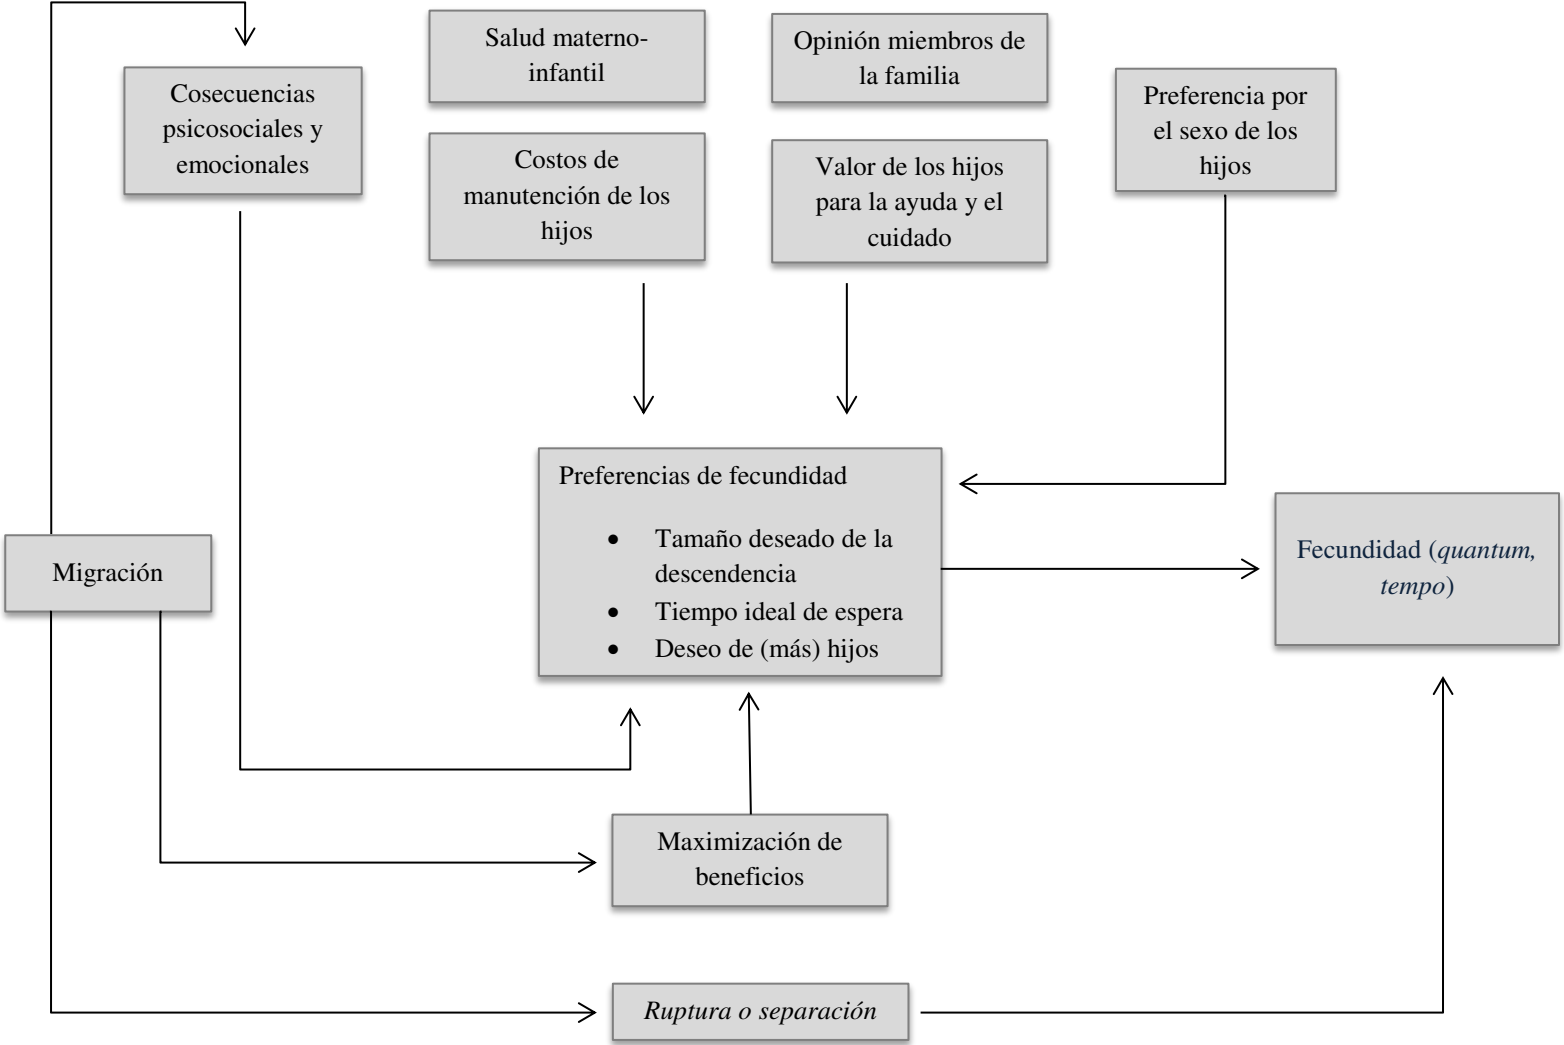 Salud materno-
infantil
Opinión miembros de
la familia
Cosecuencias
psicosociales y
emocionales
Preferencia por
el sexo de los
hijos
Costos de
manutención de los
hijos
Valor de los hijos
para la ayuda y el
cuidado
Preferencias de fecundidad
• Tamaño deseado de la
descendencia
• Tiempo ideal de espera
• Deseo de (más) hijos
Fecundidad (quantum,
tempo)
Migración
Maximización de
beneficios
Ruptura o separación